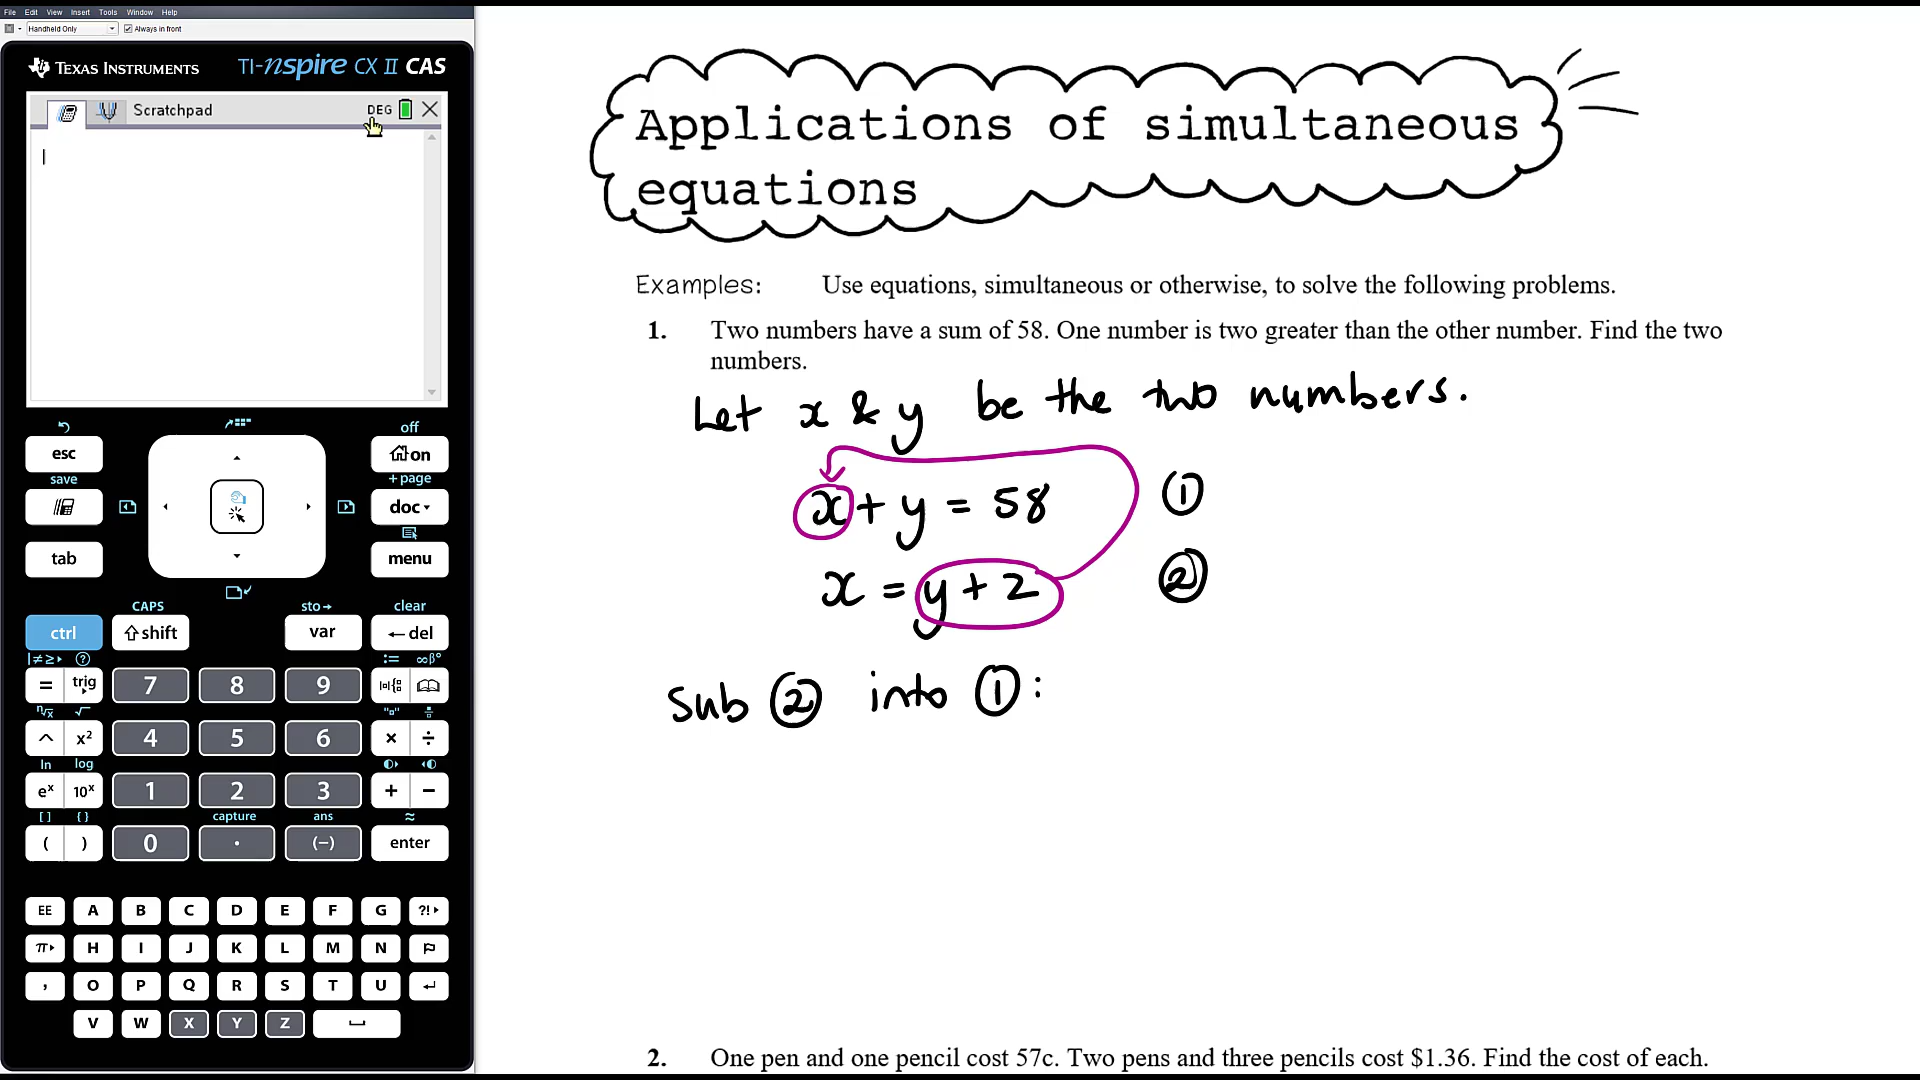 File Edit View Insert Tools Window Help
Handheld Only Always in front
TEXAS INSTRUMENTS TI-nspire CX II CAS
Scratchpad DEG
off
esc on
save + page
doc
tab menu
CAPS sto→ clear
ctrl shift var ←del
|≠≥▸ ? := ∞β°
= trig 7 8 9
^ x² 4 5 6 × ÷
ln log
eˣ 10ˣ 1 2 3 + −
[ ] { } capture ans ≈
( ) 0 . (−) enter
EE A B C D E F G ?!▸
π▸ H I J K L M N
, O P Q R S T U
V W X Y Z
Applications of simultaneous
equations
Examples: Use equations, simultaneous or otherwise, to solve the following problems.
1. Two numbers have a sum of 58. One number is two greater than the other number. Find the two
numbers.
Let x & y be the two numbers.
x + y = 58 ①
x = y + 2 ②
Sub ② into ①:
2. One pen and one pencil cost 57c. Two pens and three pencils cost $1.36. Find the cost of each.